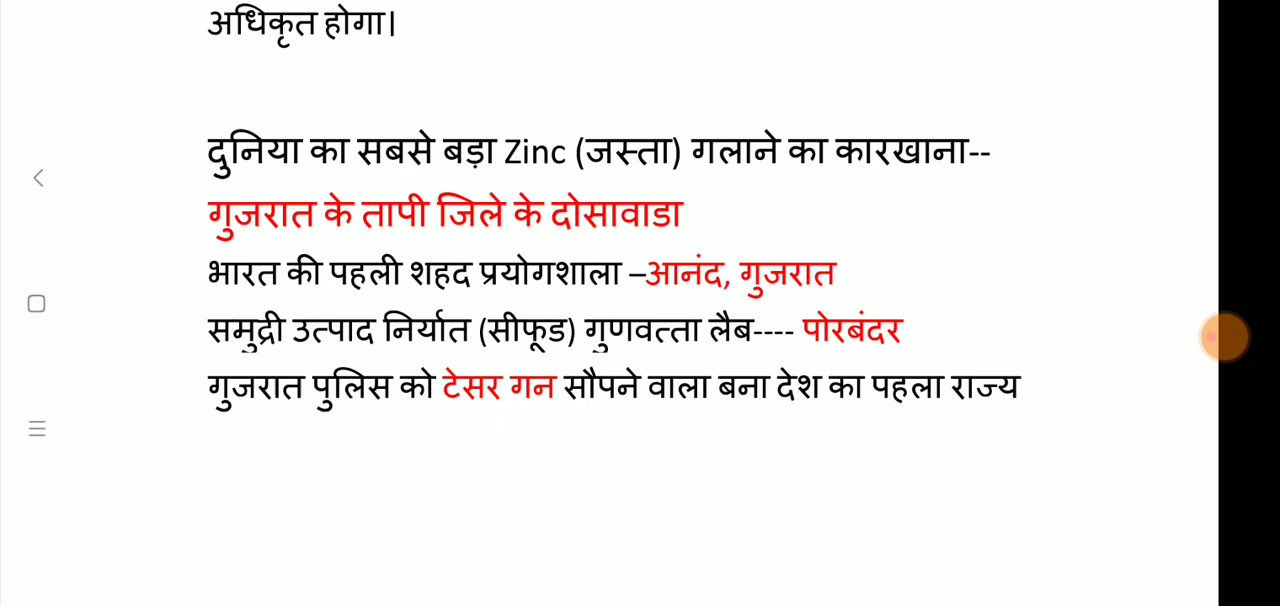 अधिकृत होगा।
दुनिया का सबसे बड़ा Zinc (जस्ता) गलाने का कारखाना--
गुजरात के तापी जिले के दोसावाडा
भारत की पहली शहद प्रयोगशाला –आनंद, गुजरात
समुद्री उत्पाद निर्यात (सीफूड) गुणवत्ता लैब---- पोरबंदर
गुजरात पुलिस को टेसर गन सौपने वाला बना देश का पहला राज्य